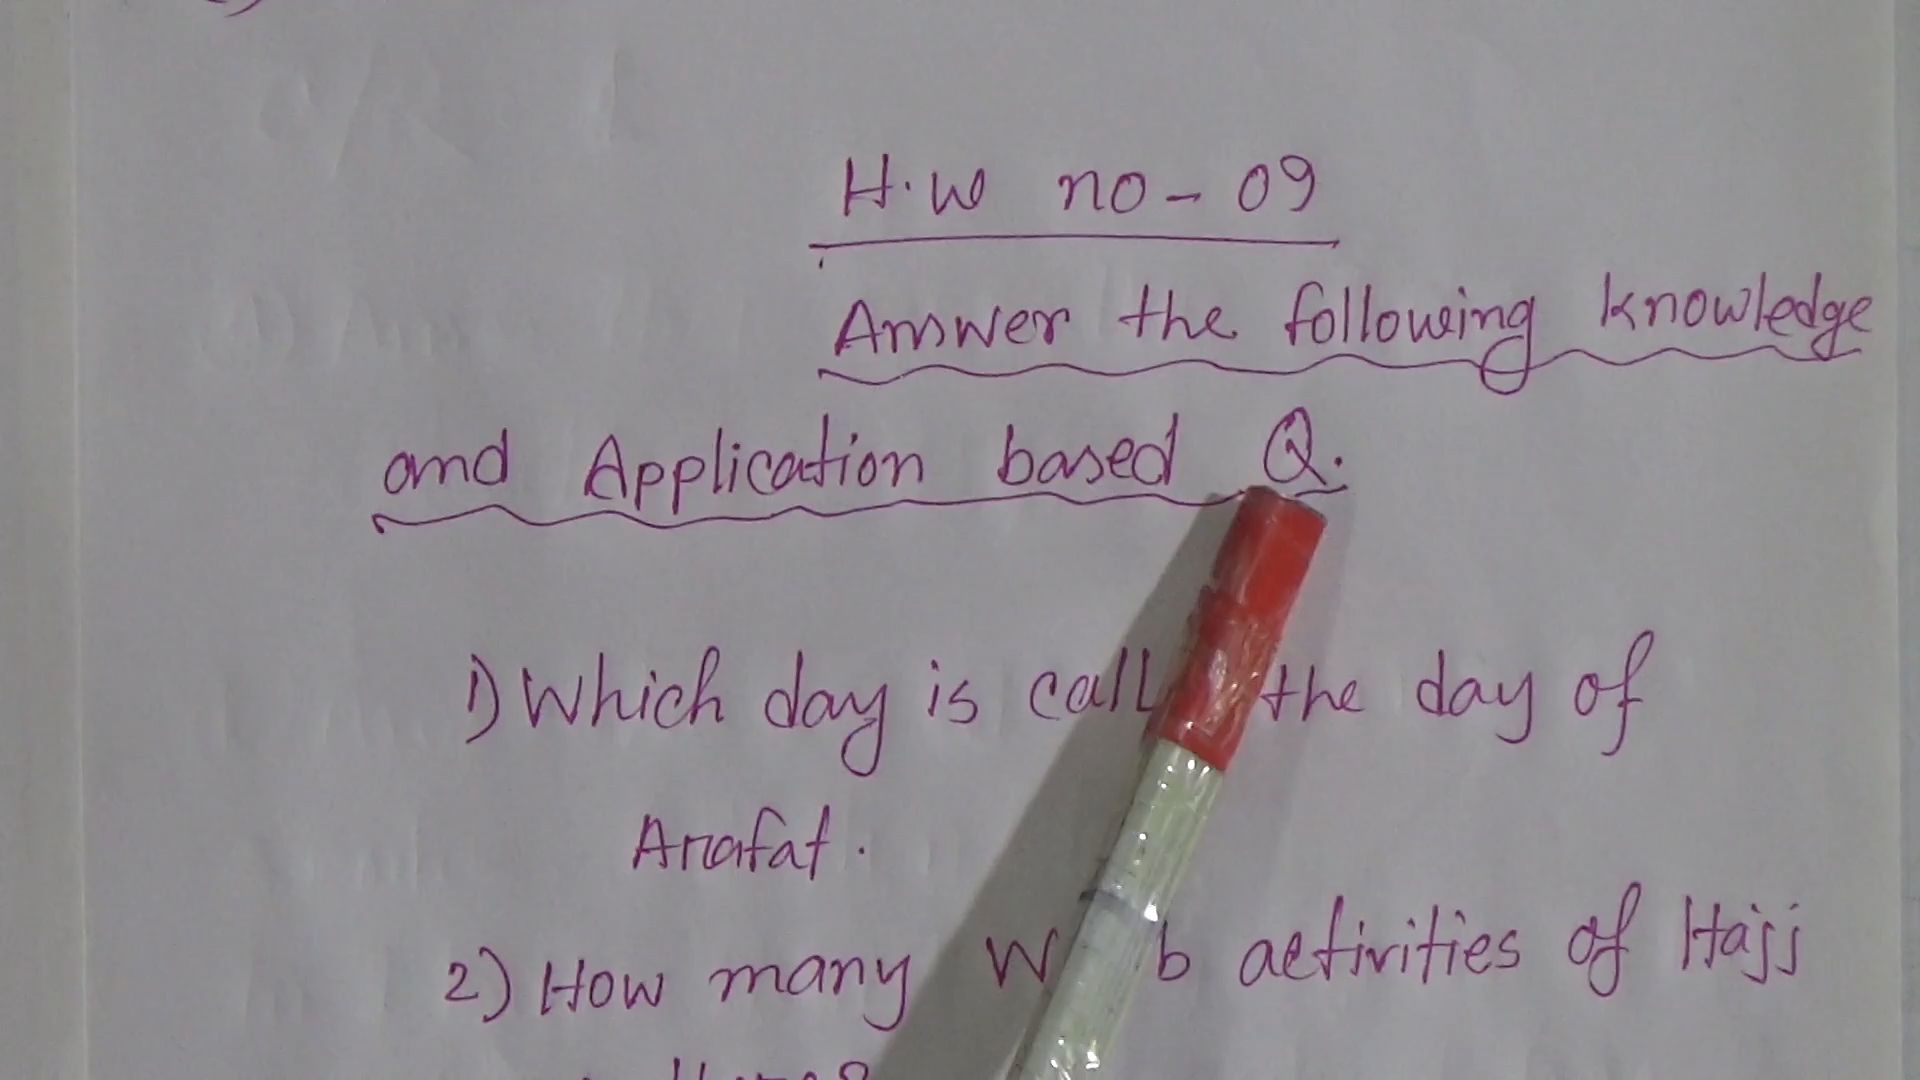 H.W no - 09
Answer the following knowledge
and Application based Q.
1) Which day is call the day of
Arafat.
2) How many activities of Hajj